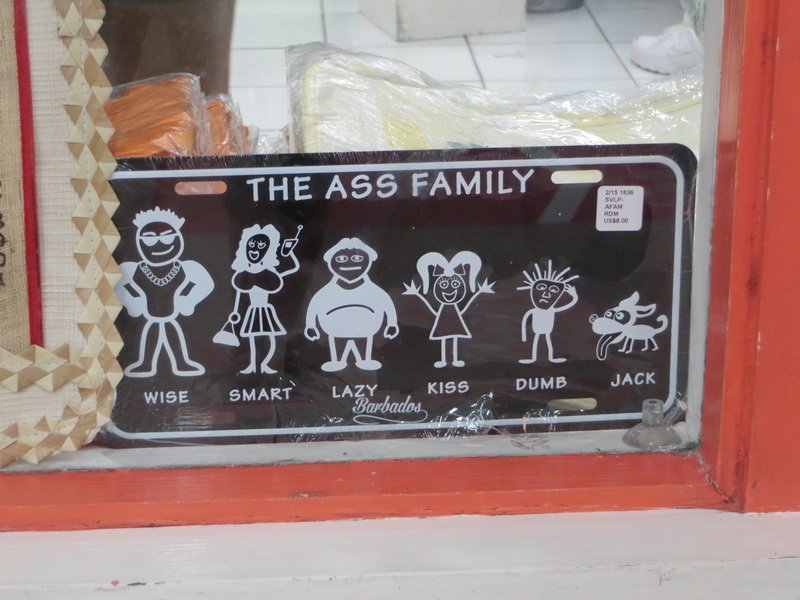 THE ASS FAMILY
2/15 1836
SVLP-
AFAM
RDM
US$8.00
WISE SMART LAZY KISS DUMB JACK
Barbados